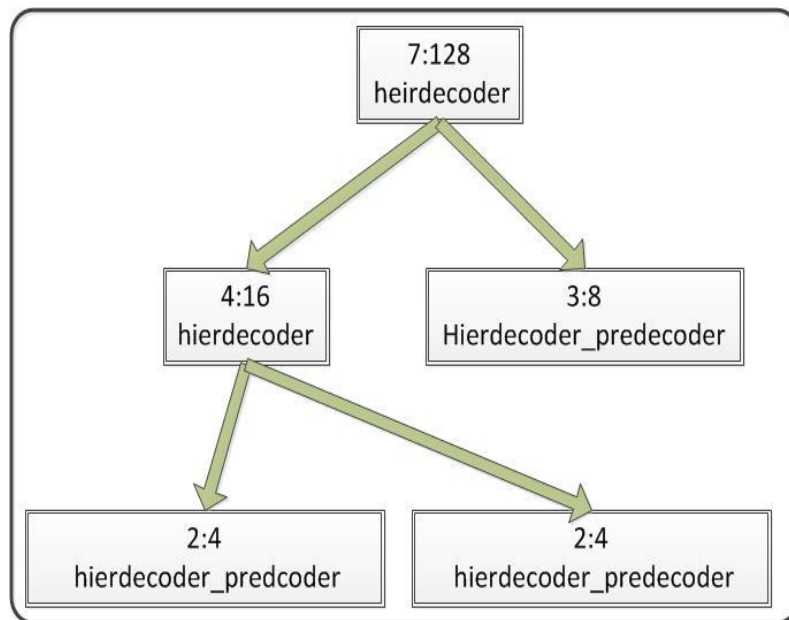 7:128
heirdecoder
4:16
hierdecoder
3:8
Hierdecoder_predecoder
2:4
hierdecoder_predcoder
2:4
hierdecoder_predecoder